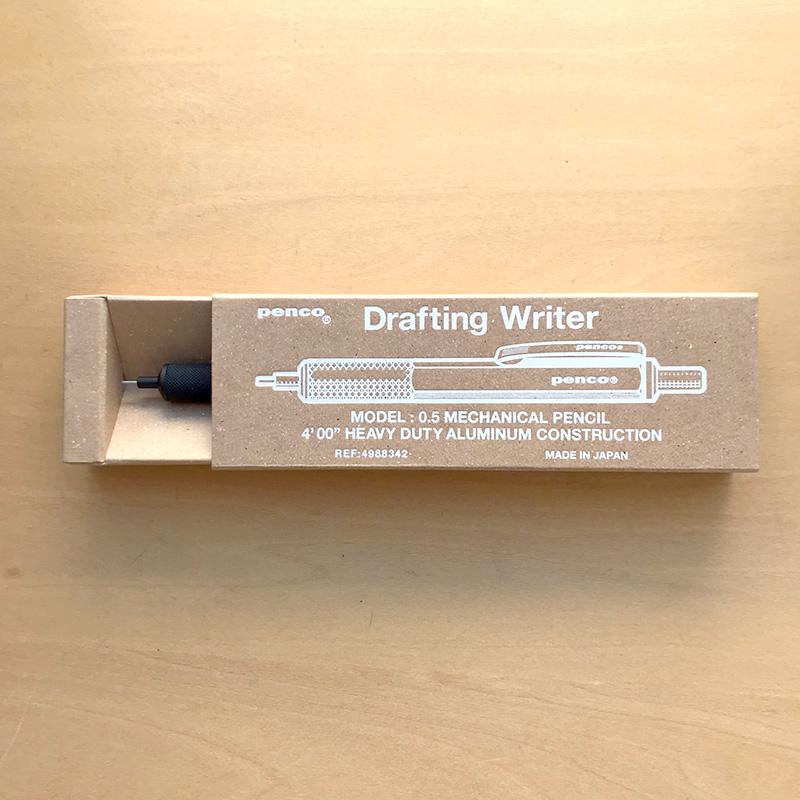 penco®
Drafting Writer
penco®
penco®
MODEL : 0.5 MECHANICAL PENCIL
4' 00" HEAVY DUTY ALUMINUM CONSTRUCTION
REF:4988342
MADE IN JAPAN